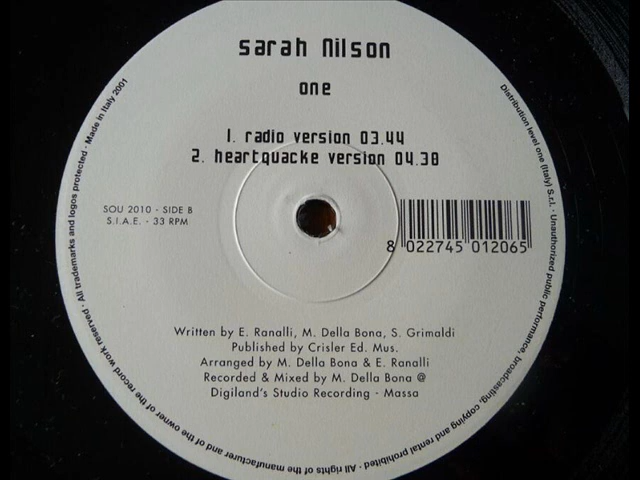 sarah Nilson
one
1. radio version 03.44
2. heartquacke version 04.38
SOU 2010 - SIDE B
S.I.A.E. - 33 RPM
8 022745 012065
Written by E. Ranalli, M. Della Bona, S. Grimaldi
Published by Crisler Ed. Mus.
Arranged by M. Della Bona & E. Ranalli
Recorded & Mixed by M. Della Bona @
Digiland's Studio Recording - Massa
Distribution level one (Italy) S.r.l. · Unauthorized public performance, broadcasting, copying and rental prohibited · All rights of the manufacturer and of the owner of the record work reserved · All trademarks and logos protected · Made in Italy 2001